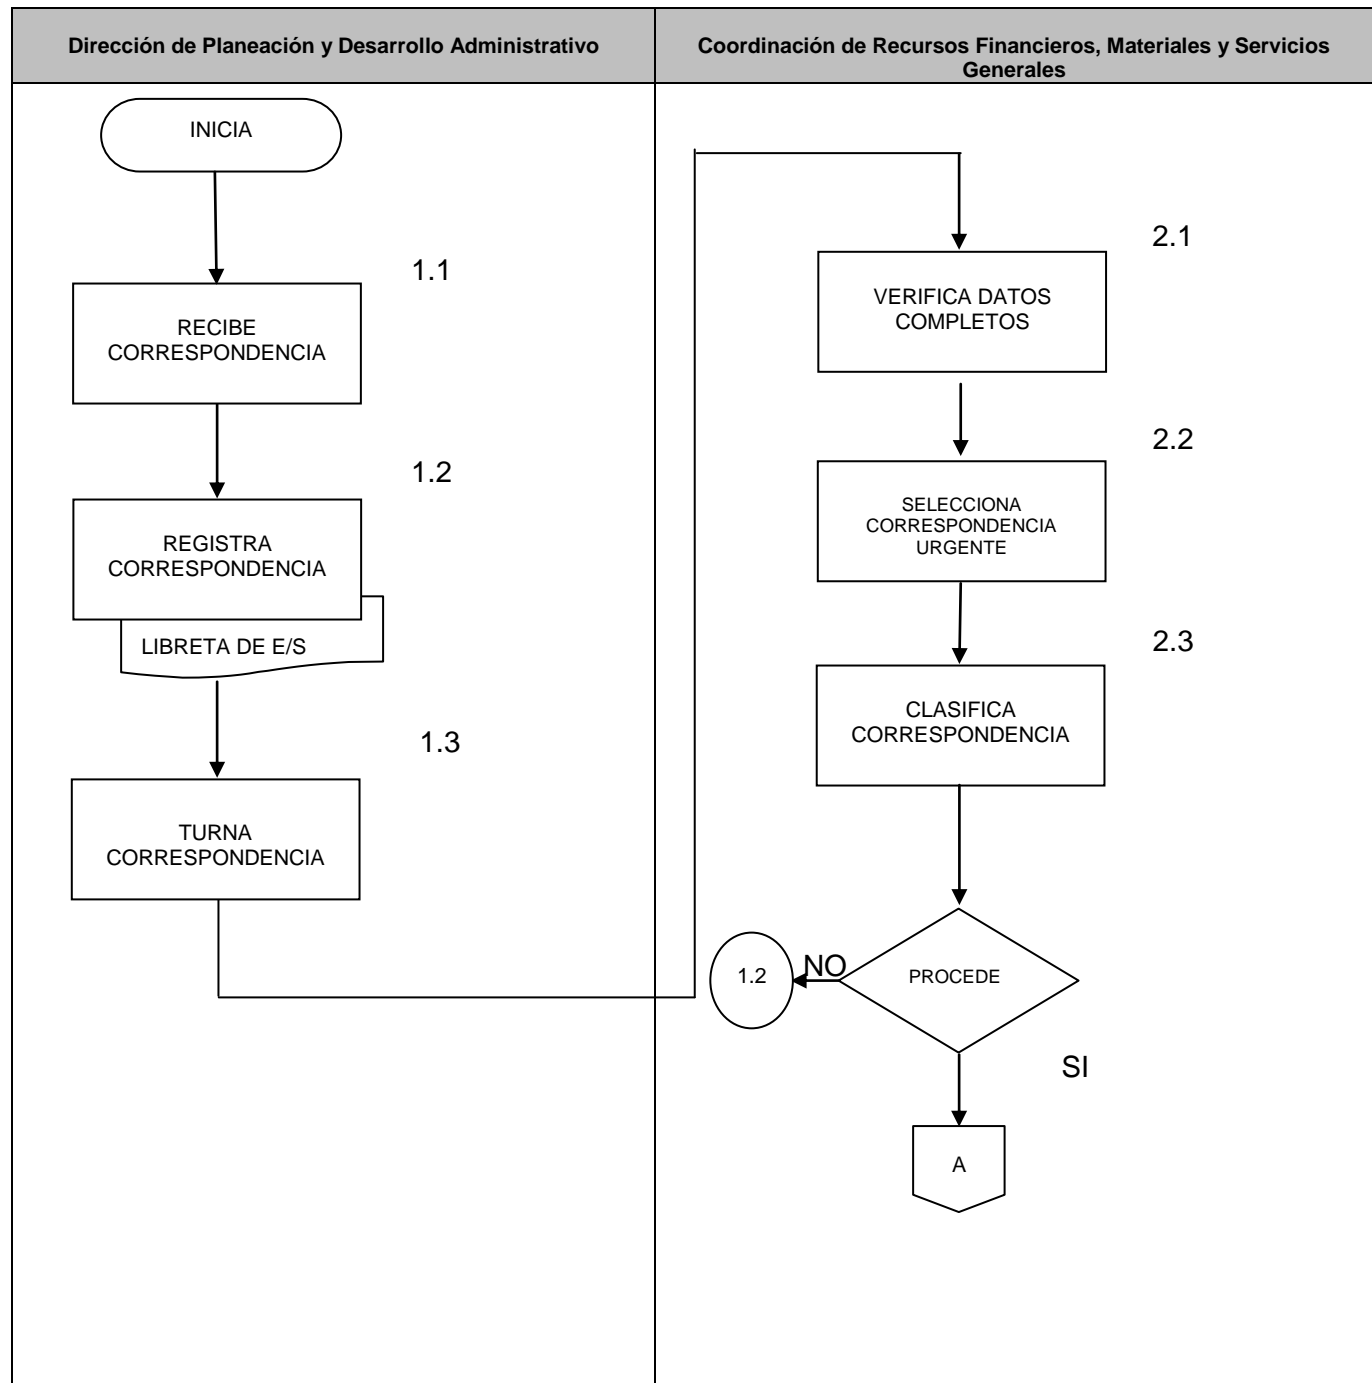 Dirección de Planeación y Desarrollo Administrativo
Coordinación de Recursos Financieros, Materiales y Servicios
Generales
INICIA
1.1
RECIBE
CORRESPONDENCIA
1.2
REGISTRA
CORRESPONDENCIA
LIBRETA DE E/S
1.3
TURNA
CORRESPONDENCIA
2.1
VERIFICA DATOS
COMPLETOS
2.2
SELECCIONA
CORRESPONDENCIA
URGENTE
2.3
CLASIFICA
CORRESPONDENCIA
PROCEDE
NO
1.2
SI
A